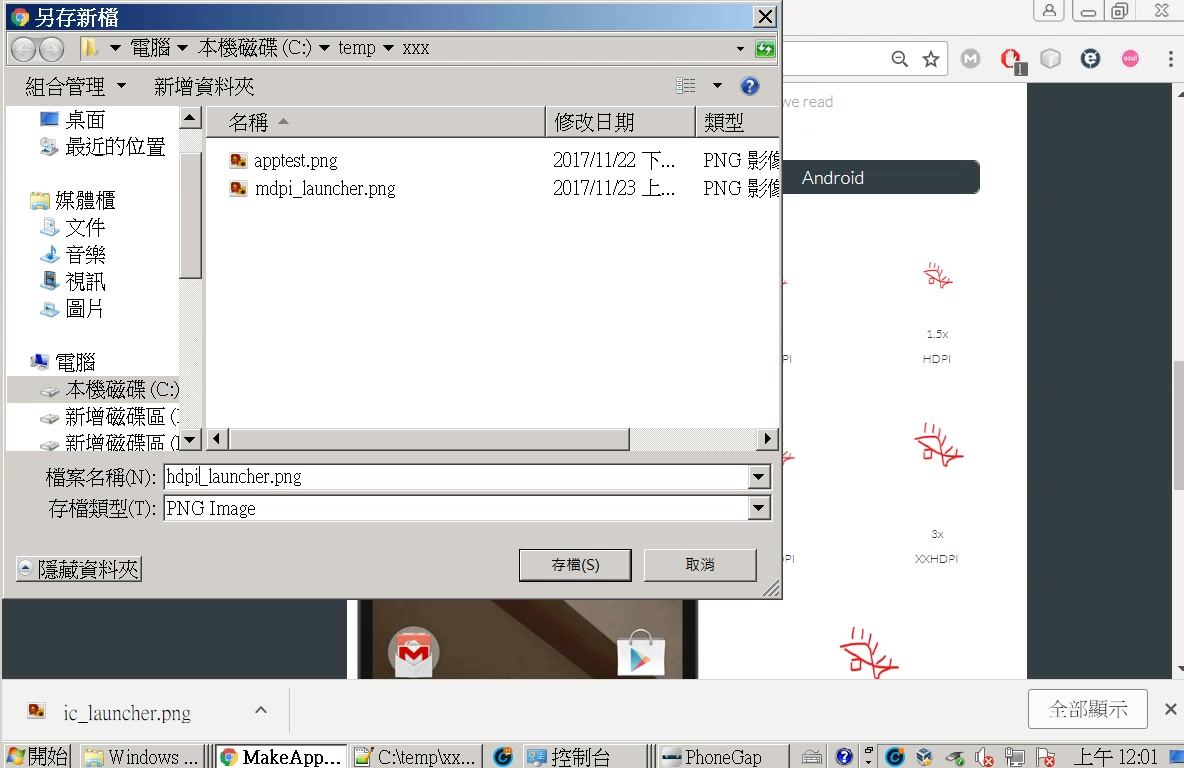 另存新檔
電腦 本機磁碟 (C:) temp xxx
組合管理 新增資料夾
we read
桌面
最近的位置
媒體櫃
文件
音樂
視訊
圖片
電腦
本機磁碟 (C:)
新增磁碟區 (
新增磁碟區 (
名稱 修改日期 類型
apptest.png 2017/11/22 下... PNG 影像
mdpi_launcher.png 2017/11/23 上... PNG 影像
Android
1.5x
HDPI
3x
XXHDPI
檔案名稱(N): hdpi_launcher.png
存檔類型(T): PNG Image
隱藏資料夾 存檔(S) 取消
ic_launcher.png 全部顯示
開始 Windows ... MakeApp... C:\temp\xx... 控制台 PhoneGap 上午 12:01